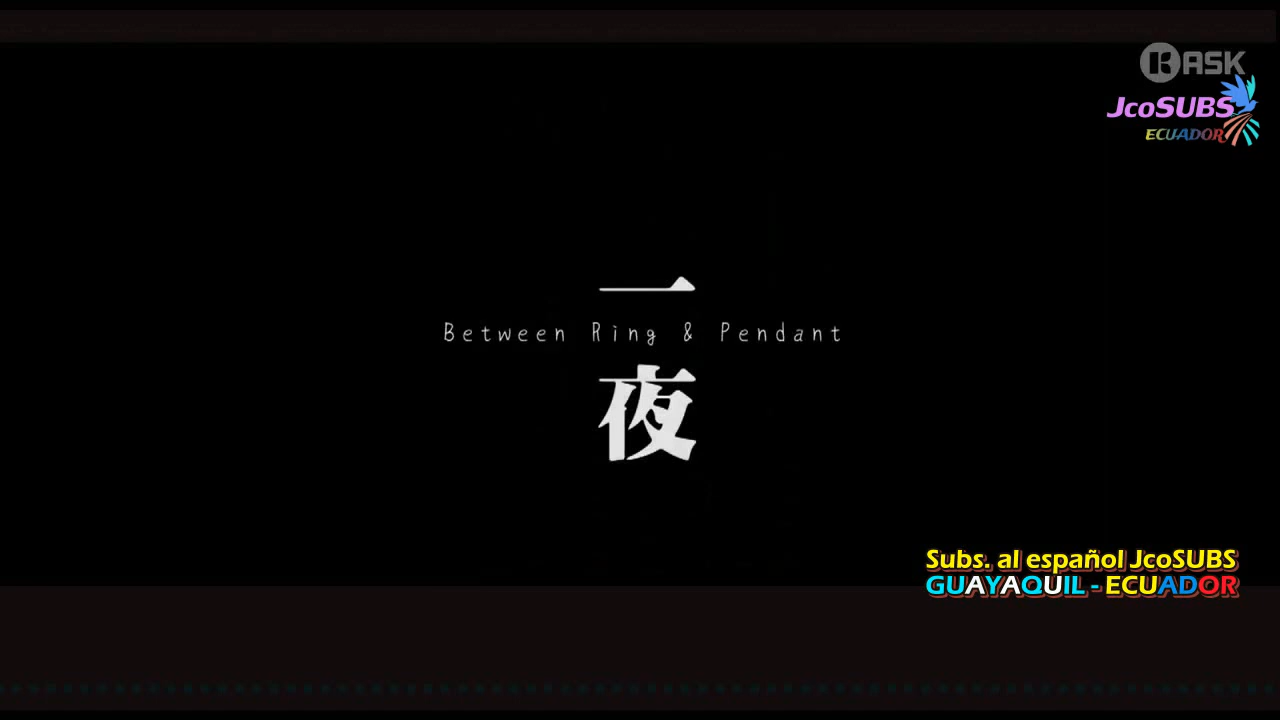 KASK
JcoSUBS
ECUADOR
一
Between Ring & Pendant
夜
Subs. al español JcoSUBS
GUAYAQUIL - ECUADOR